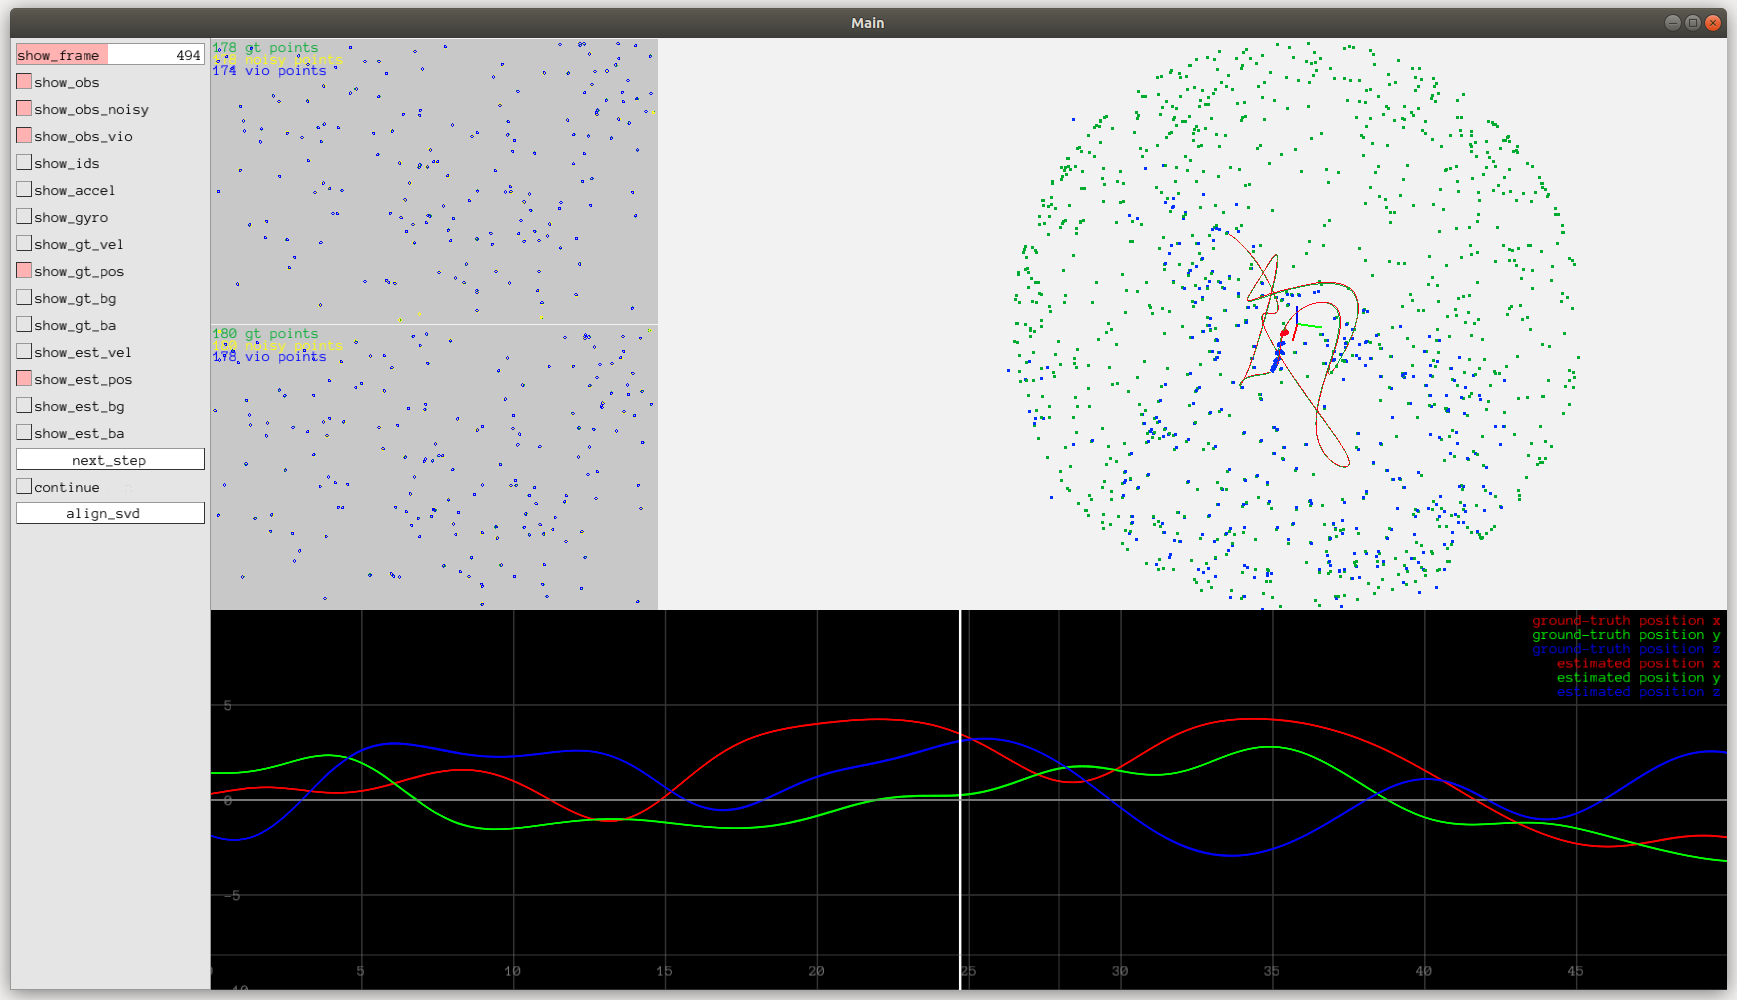 Main
show_frame 494
show_obs
show_obs_noisy
show_obs_vio
show_ids
show_accel
show_gyro
show_gt_vel
show_gt_pos
show_gt_bg
show_gt_ba
show_est_vel
show_est_pos
show_est_bg
show_est_ba
next_step
continue
align_svd
178 gt points
noisy points
174 vio points
180 gt points
noisy points
178 vio points
ground-truth position x
ground-truth position y
ground-truth position z
estimated position x
estimated position y
estimated position z
5
0
-5
5 10 15 20 25 30 35 40 45
-10